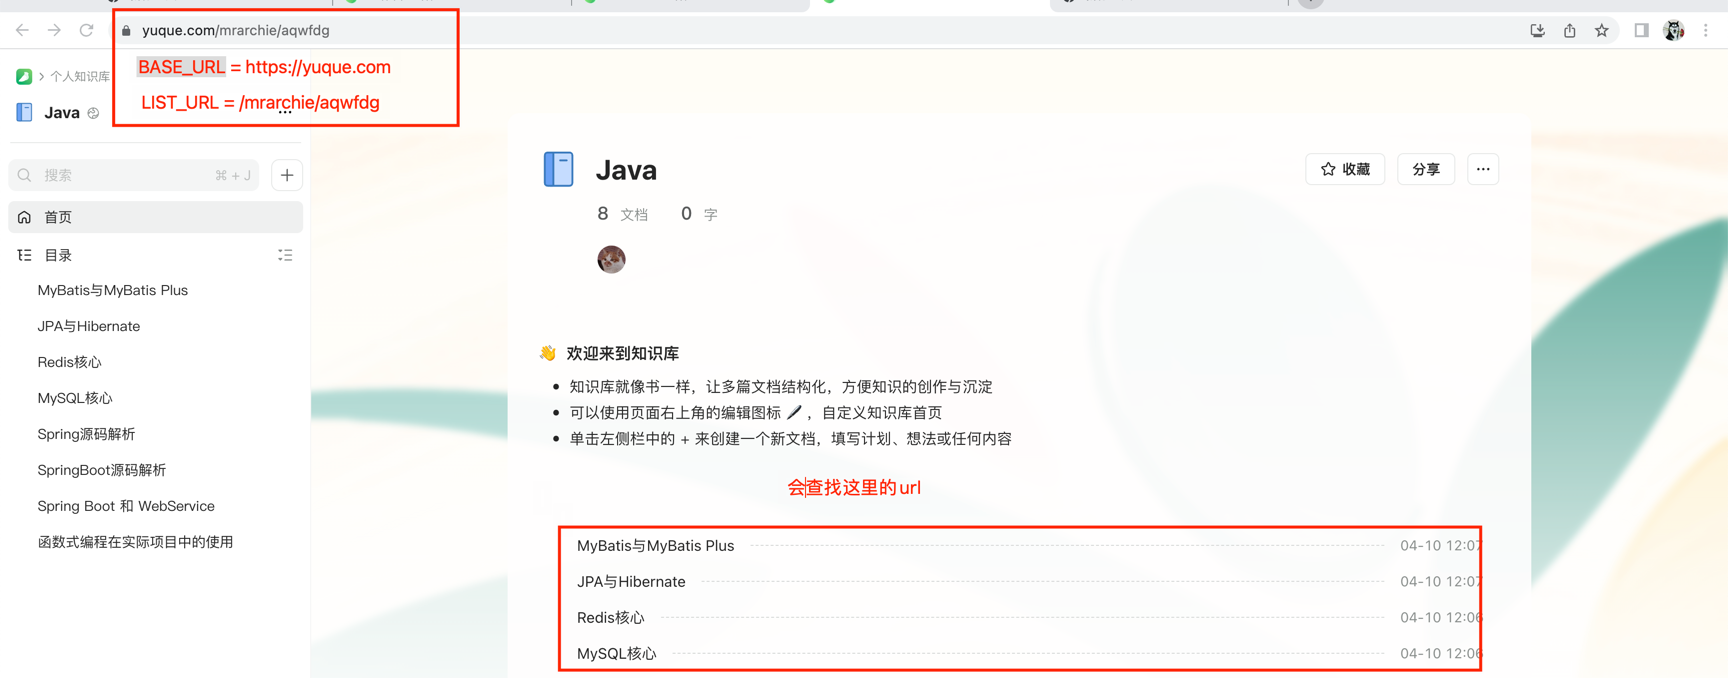 yuque.com/mrarchie/aqwfdg
BASE_URL = https://yuque.com
LIST_URL = /mrarchie/aqwfdg
个人知识库
Java
搜索 ⌘ + J
首页
目录
MyBatis与MyBatis Plus
JPA与Hibernate
Redis核心
MySQL核心
Spring源码解析
SpringBoot源码解析
Spring Boot 和 WebService
函数式编程在实际项目中的使用
Java
收藏 分享
8 文档 0 字
👋 欢迎来到知识库
• 知识库就像书一样，让多篇文档结构化，方便知识的创作与沉淀
• 可以使用页面右上角的编辑图标 🖋 ，自定义知识库首页
• 单击左侧栏中的 + 来创建一个新文档，填写计划、想法或任何内容
会查找这里的url
MyBatis与MyBatis Plus 04-10 12:07
JPA与Hibernate 04-10 12:07
Redis核心 04-10 12:06
MySQL核心 04-10 12:06